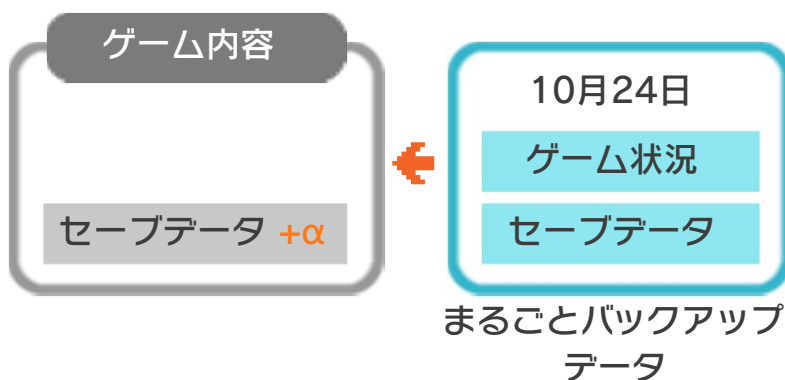 ゲーム内容
セーブデータ +α
10月24日
ゲーム状況
セーブデータ
まるごとバックアップ
データ